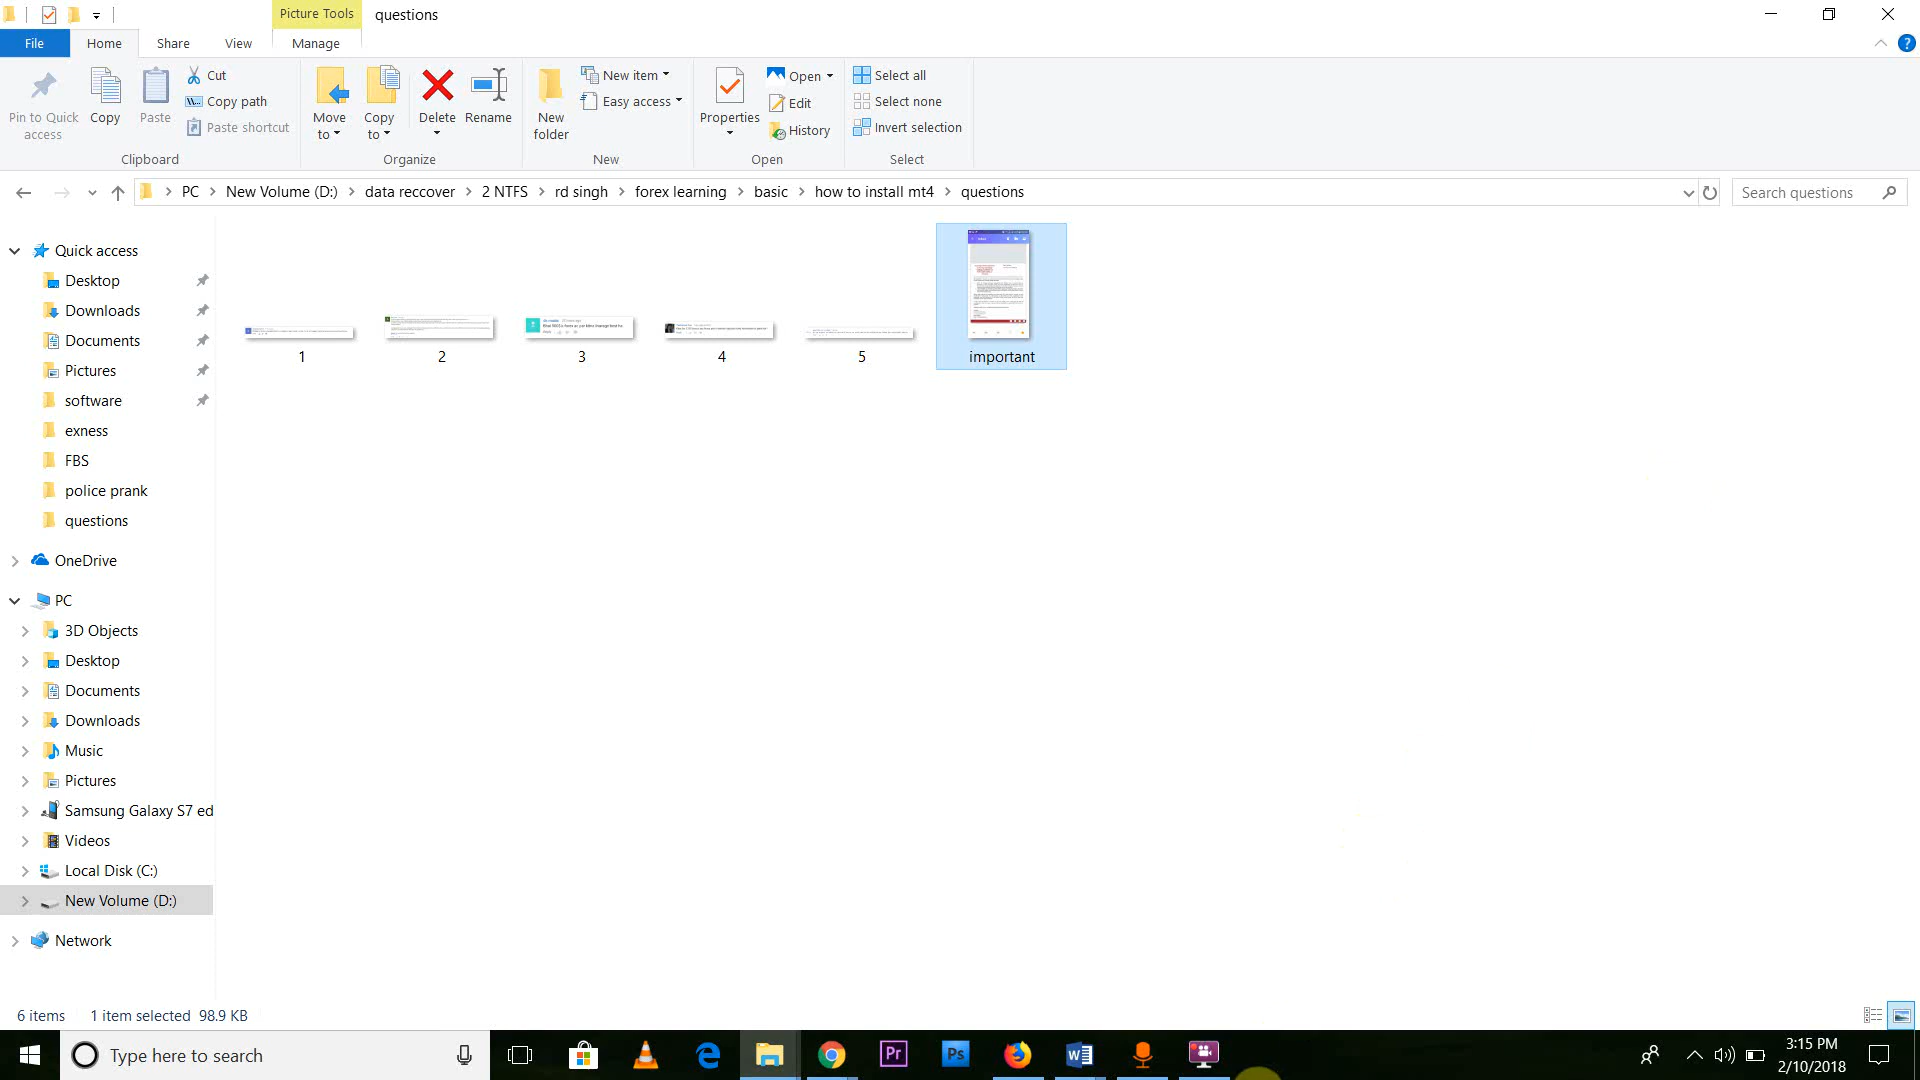 Picture Tools questions
File Home Share View Manage
Pin to Quick access
Copy
Paste
Cut
Copy path
Paste shortcut
Clipboard
Move to
Copy to
Delete
Rename
Organize
New folder
New item
Easy access
New
Properties
Open
Edit
History
Open
Select all
Select none
Invert selection
Select
PC New Volume (D:) data reccover 2 NTFS rd singh forex learning basic how to install mt4 questions
Search questions
Quick access
Desktop
Downloads
Documents
Pictures
software
exness
FBS
police prank
questions
OneDrive
PC
3D Objects
Desktop
Documents
Downloads
Music
Pictures
Samsung Galaxy S7 ed
Videos
Local Disk (C:)
New Volume (D:)
Network
1 2 3 4 5 important
6 items 1 item selected 98.9 KB
Type here to search
Pr
Ps
3:15 PM
2/10/2018